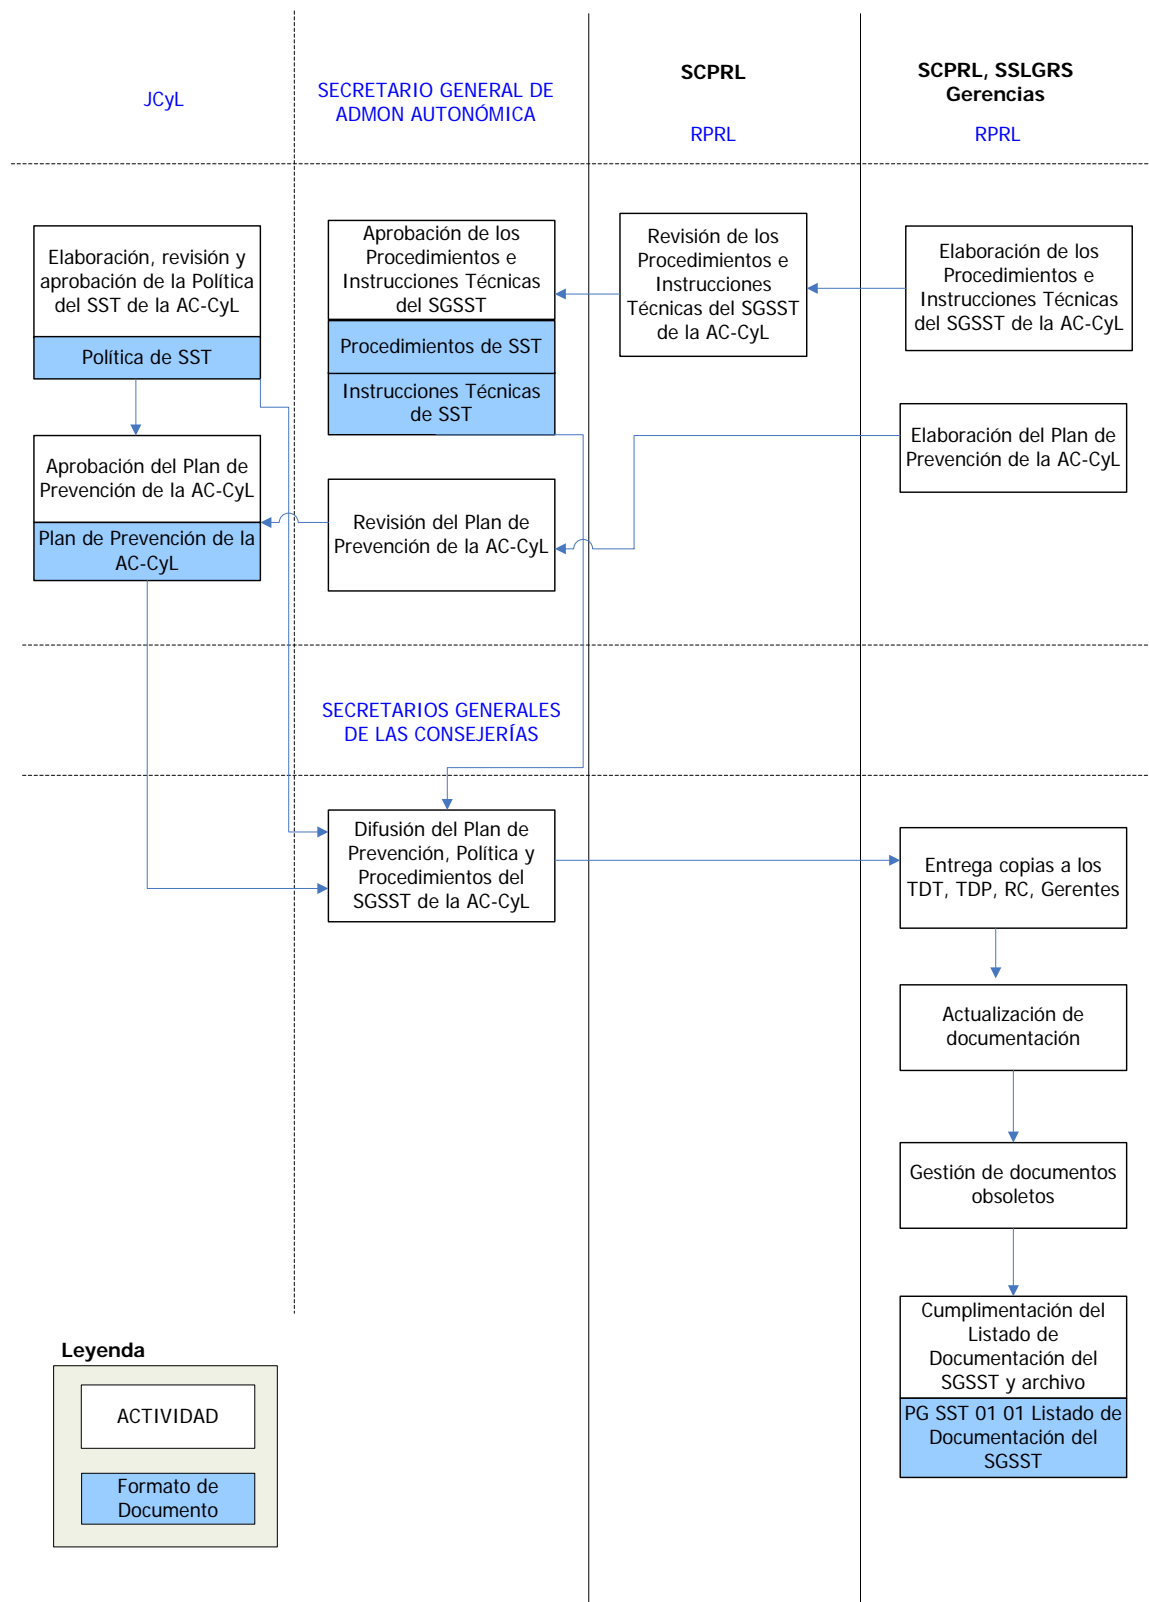 JCyL
SECRETARIO GENERAL DE
ADMON AUTONÓMICA
SCPRL
RPRL
SCPRL, SSLGRS
Gerencias
RPRL
Elaboración, revisión y
aprobación de la Política
del SST de la AC-CyL
Política de SST
Aprobación de los
Procedimientos e
Instrucciones Técnicas
del SGSST
Procedimientos de SST
Instrucciones Técnicas
de SST
Revisión de los
Procedimientos e
Instrucciones
Técnicas del SGSST
de la AC-CyL
Elaboración de los
Procedimientos e
Instrucciones Técnicas
del SGSST de la AC-CyL
Aprobación del Plan de
Prevención de la AC-CyL
Plan de Prevención de la
AC-CyL
Revisión del Plan de
Prevención de la AC-CyL
Elaboración del Plan de
Prevención de la AC-CyL
SECRETARIOS GENERALES
DE LAS CONSEJERÍAS
Difusión del Plan de
Prevención, Política y
Procedimientos del
SGSST de la AC-CyL
Entrega copias a los
TDT, TDP, RC, Gerentes
Actualización de
documentación
Gestión de documentos
obsoletos
Cumplimentación del
Listado de
Documentación del
SGSST y archivo
PG SST 01 01 Listado de
Documentación del
SGSST
Leyenda
ACTIVIDAD
Formato de
Documento